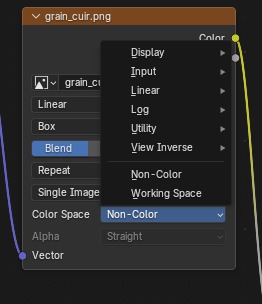 grain_cuir.png
Color
Display
Input
Linear
Log
Utility
View Inverse
Non-Color
Working Space
Linear
Box
Blend
Repeat
Single Image
Color Space
Non-Color
Alpha
Straight
Vector